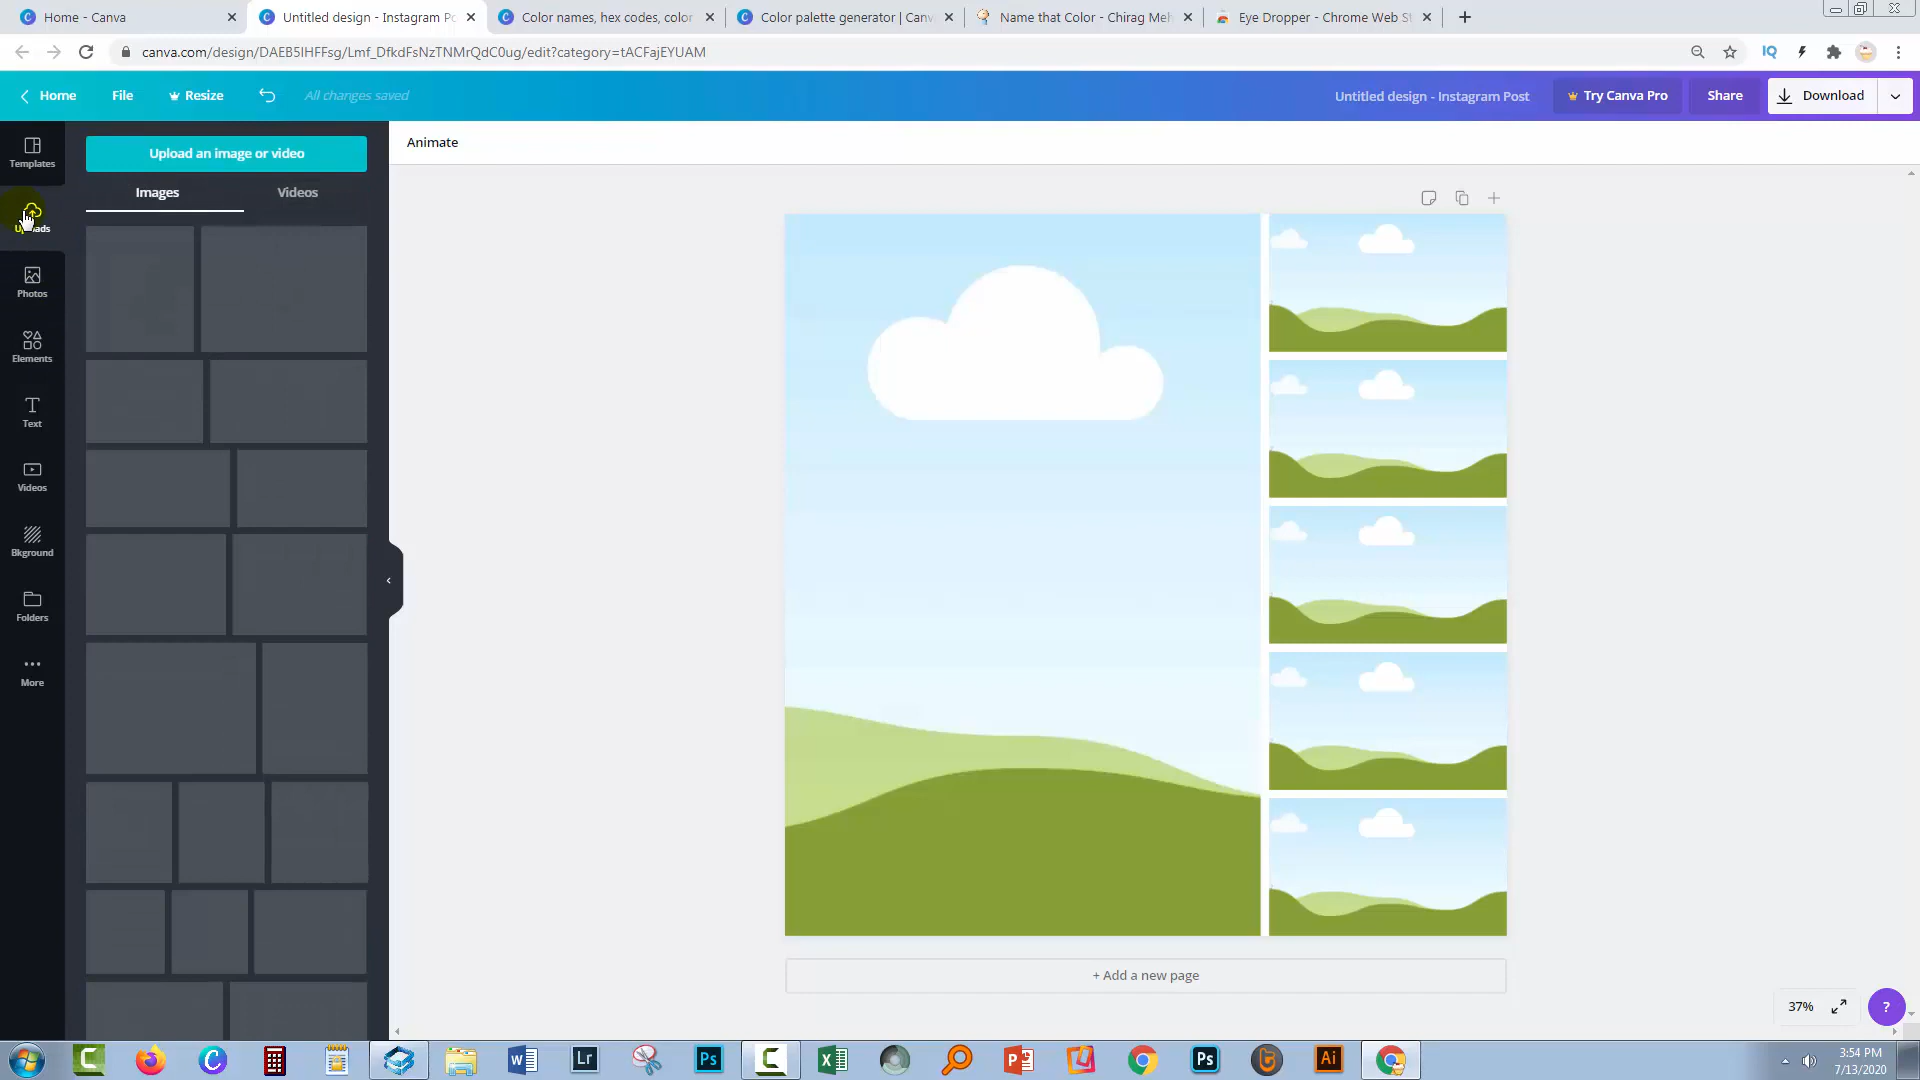 Home - Canva
Untitled design - Instagram Po
Color names, hex codes, color
Color palette generator | Canv
Name that Color - Chirag Meh
Eye Dropper - Chrome Web St
canva.com/design/DAEB5IHFFsg/Lmf_DfkdFsNzTNMrQdC0ug/edit?category=tACFajEYUAM
Home
File
Resize
All changes saved
Untitled design - Instagram Post
Try Canva Pro
Share
Download
Templates
Uploads
Photos
Elements
Text
Videos
Bkground
Folders
More
Upload an image or video
Images
Videos
Animate
+ Add a new page
37%
?
3:54 PM
7/13/2020